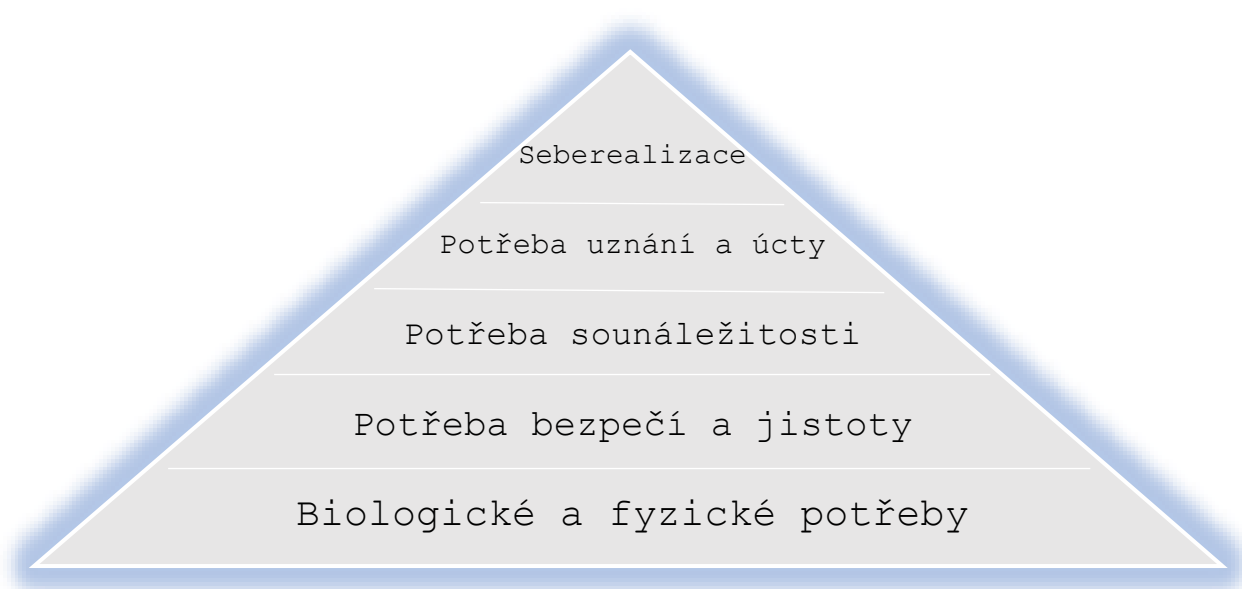 Seberealizace
Potřeba uznání a úcty
Potřeba sounáležitosti
Potřeba bezpečí a jistoty
Biologické a fyzické potřeby